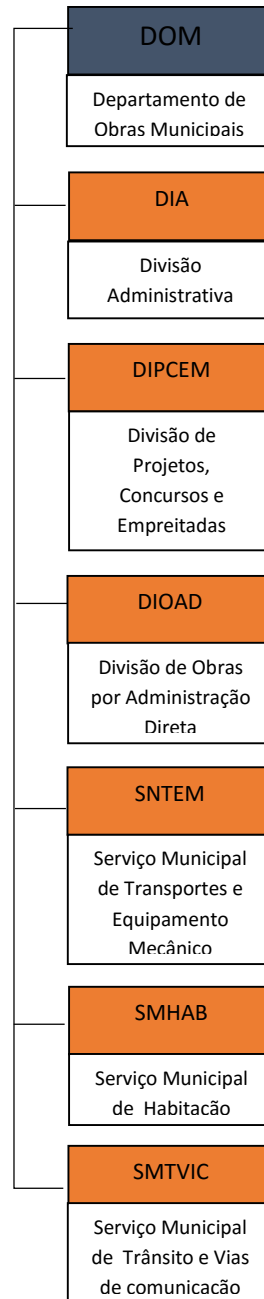 DOM
Departamento de
Obras Municipais
DIA
Divisão
Administrativa
DIPCEM
Divisão de
Projetos,
Concursos e
Empreitadas
DIOAD
Divisão de Obras
por Administração
Direta
SNTEM
Serviço Municipal
de Transportes e
Equipamento
Mecânico
SMHAB
Serviço Municipal
de Habitação
SMTVIC
Serviço Municipal
de Trânsito e Vias
de comunicação